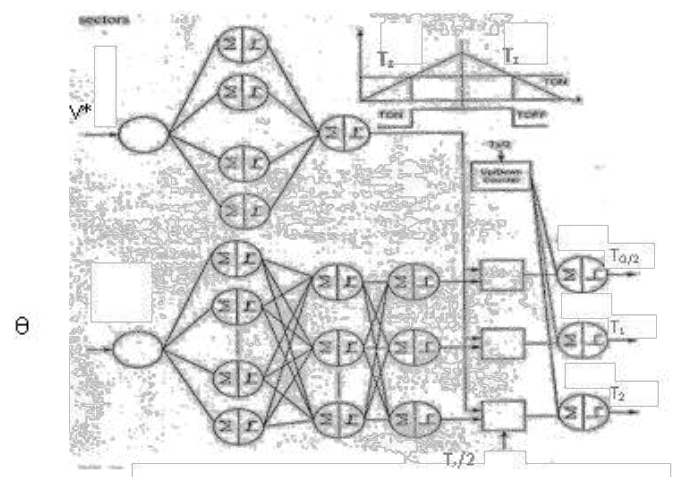 sectors
T₂ T₁
TON
V*
TON TOFF
Ts/2
Up/Down
Counter
Σ Σ Σ Σ Σ
T₀/₂
θ
T₁
T₂
Σ Σ Σ Σ Σ Σ Σ Σ
Tₛ/2